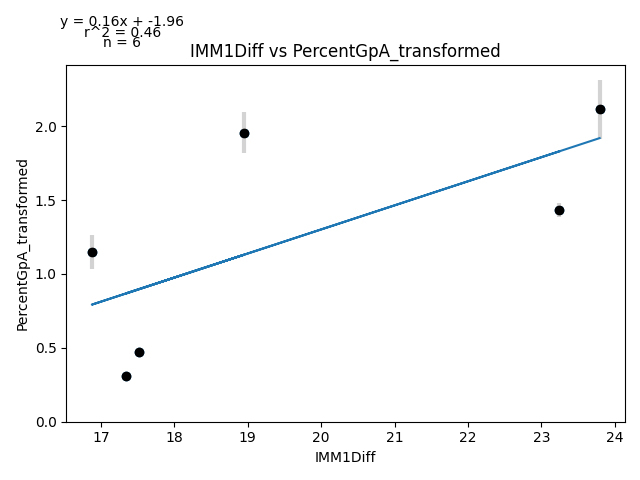 y = 0.16x + -1.96
r^2 = 0.46
n = 6
IMM1Diff vs PercentGpA_transformed
PercentGpA_transformed
2.0
1.5
1.0
0.5
0.0
17 18 19 20 21 22 23 24
IMM1Diff